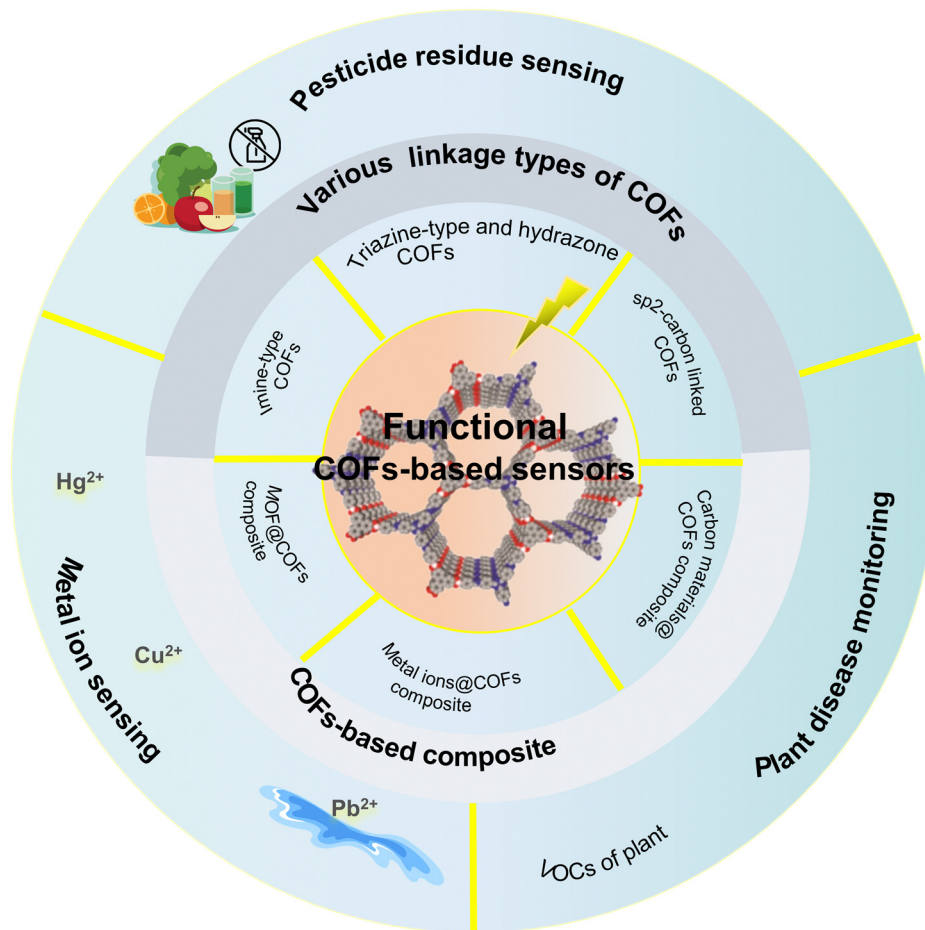 Pesticide residue sensing
Various linkage types of COFs
Triazine-type and hydrazone
COFs
Imine-type
COFs
sp2-carbon linked
COFs
Functional
COFs-based sensors
MOF@COFs
composite
Carbon materials@
COFs composite
Metal ions@COFs
composite
COFs-based composite
Hg²⁺
Cu²⁺
Pb²⁺
Metal ion sensing
Plant disease monitoring
VOCs of plant